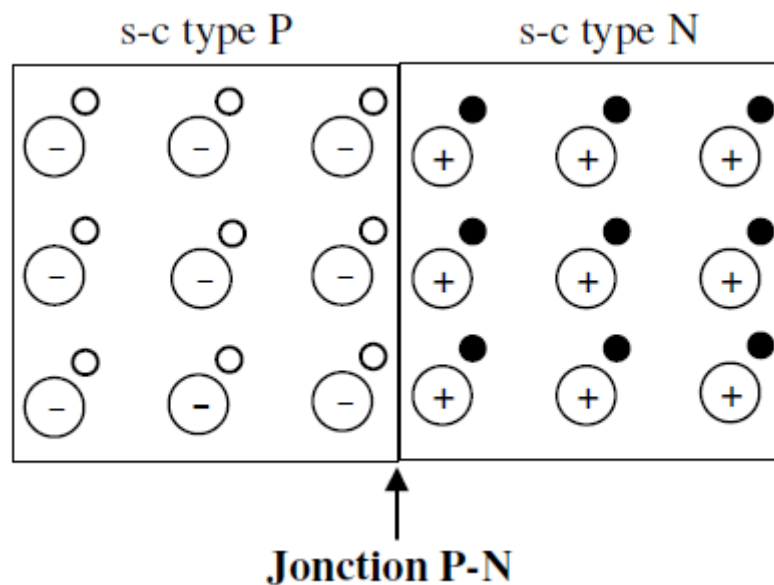 s-c type P s-c type N
- - - + + +
- - - + + +
- - - + + +
Jonction P-N